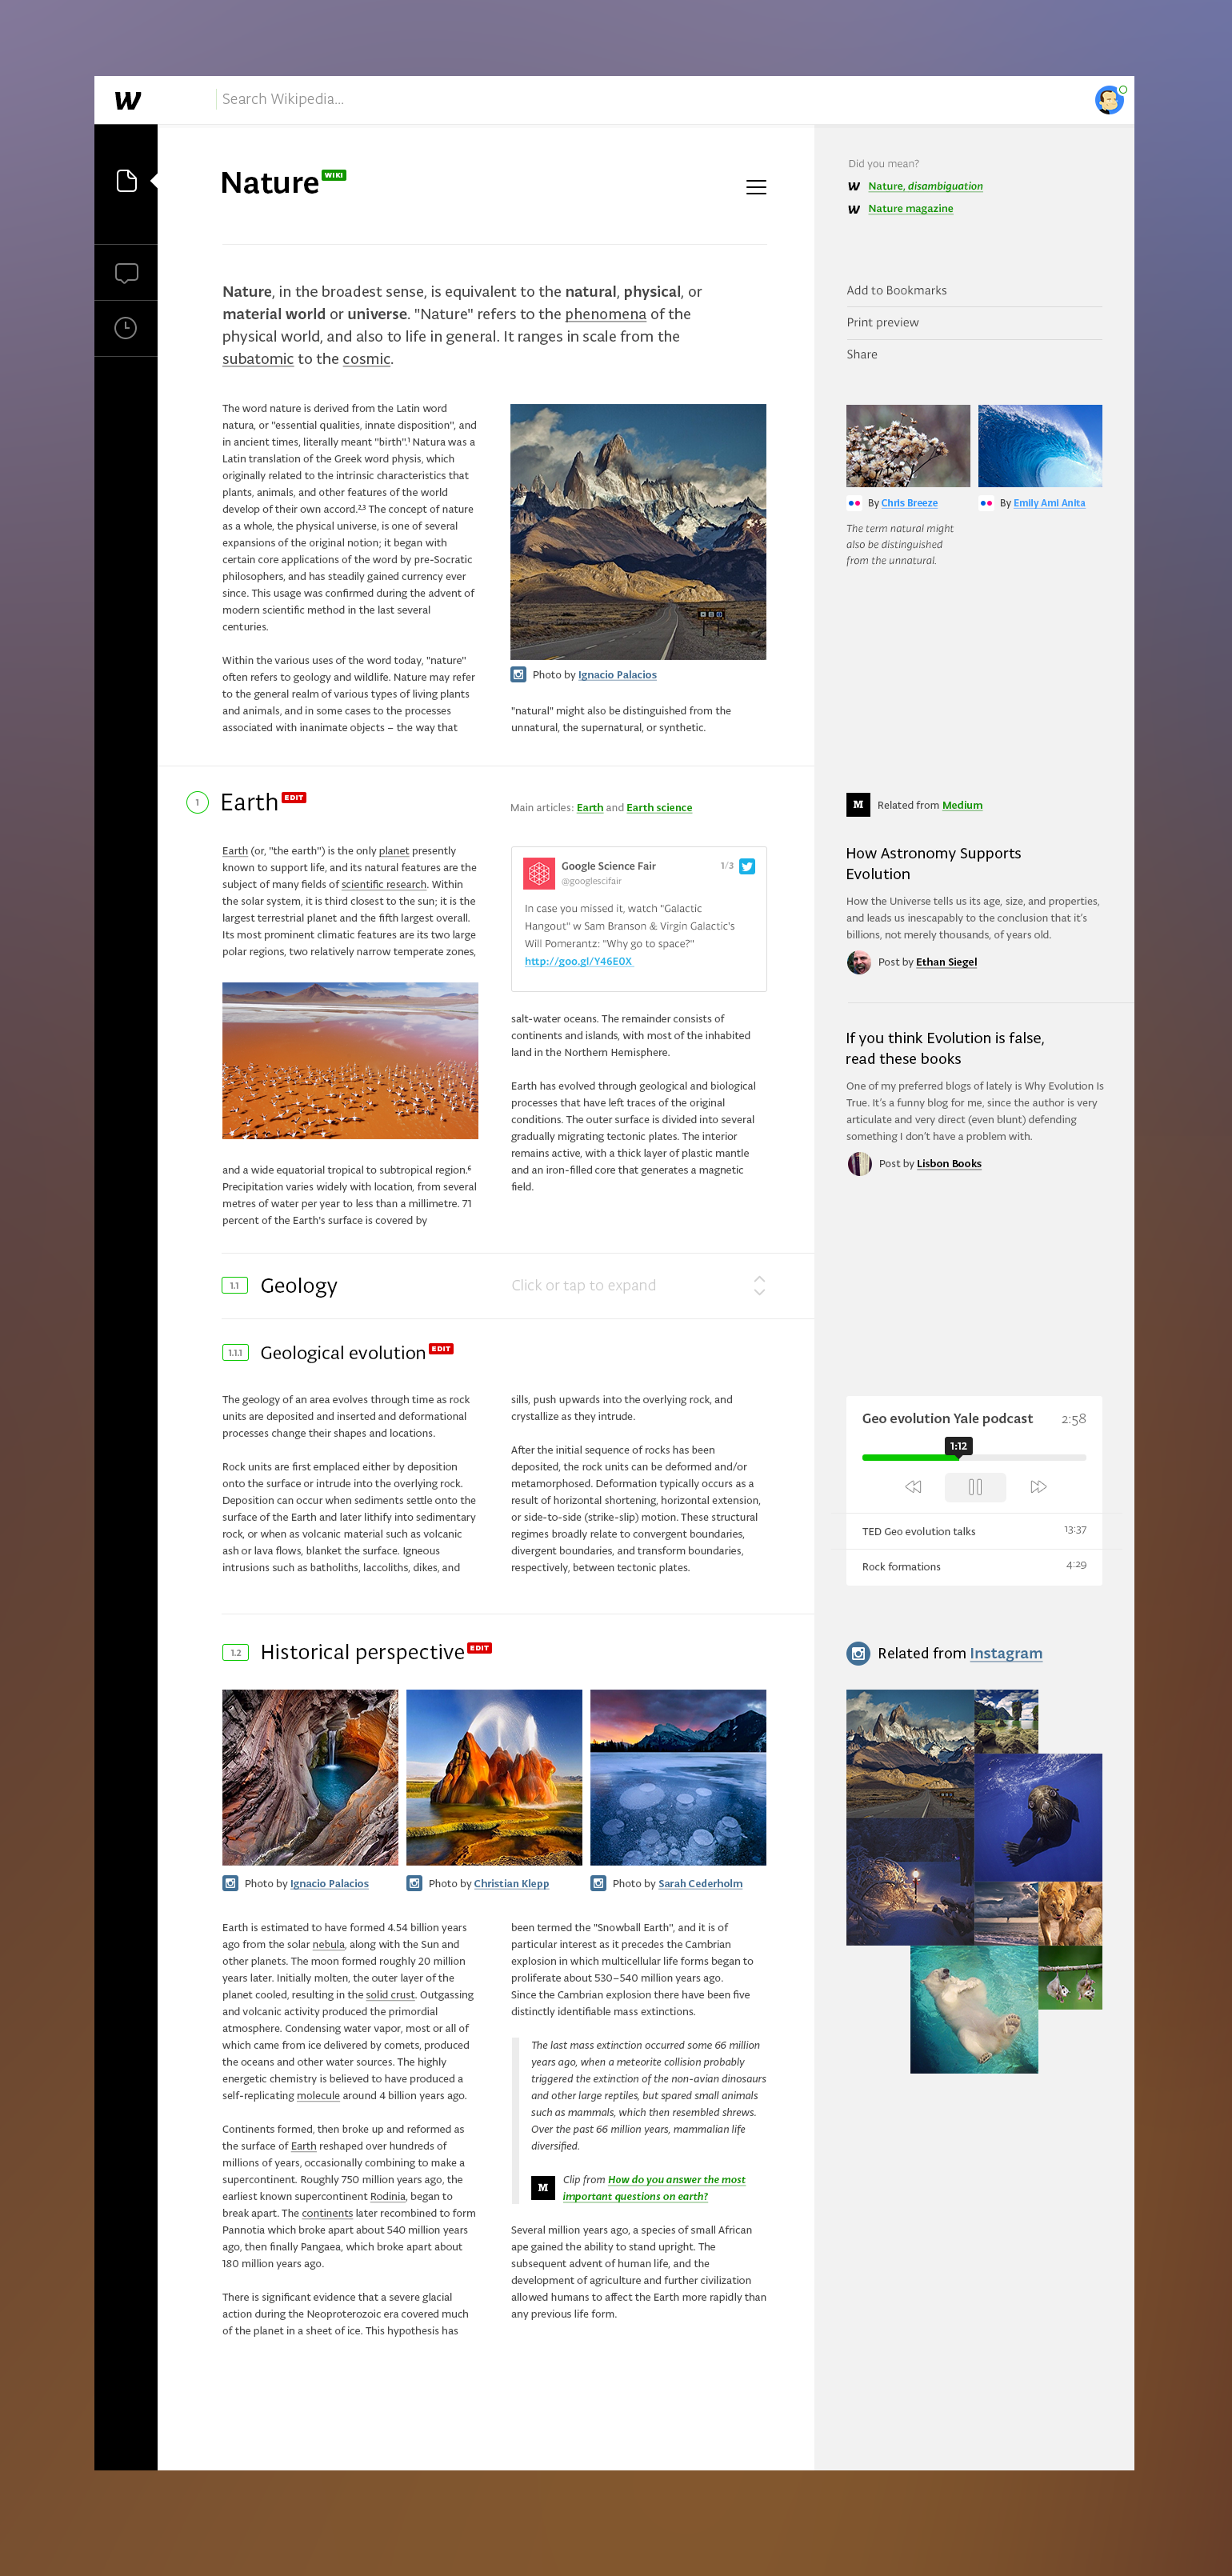 W
Search Wikipedia...
Nature WIKI
Nature, in the broadest sense, is equivalent to the natural, physical, or
material world or universe. "Nature" refers to the phenomena of the
physical world, and also to life in general. It ranges in scale from the
subatomic to the cosmic.
The word nature is derived from the Latin word
natura, or "essential qualities, innate disposition", and
in ancient times, literally meant "birth".¹ Natura was a
Latin translation of the Greek word physis, which
originally related to the intrinsic characteristics that
plants, animals, and other features of the world
develop of their own accord.²,³ The concept of nature
as a whole, the physical universe, is one of several
expansions of the original notion; it began with
certain core applications of the word by pre-Socratic
philosophers, and has steadily gained currency ever
since. This usage was confirmed during the advent of
modern scientific method in the last several
centuries.
Within the various uses of the word today, "nature"
often refers to geology and wildlife. Nature may refer
to the general realm of various types of living plants
and animals, and in some cases to the processes
associated with inanimate objects – the way that
Photo by Ignacio Palacios
"natural" might also be distinguished from the
unnatural, the supernatural, or synthetic.
Did you mean?
W Nature, disambiguation
W Nature magazine
Add to Bookmarks
Print preview
Share
By Chris Breeze
By Emily Ami Anita
The term natural might
also be distinguished
from the unnatural.
1 Earth EDIT
Main articles: Earth and Earth science
Earth (or, "the earth") is the only planet presently
known to support life, and its natural features are the
subject of many fields of scientific research. Within
the solar system, it is third closest to the sun; it is the
largest terrestrial planet and the fifth largest overall.
Its most prominent climatic features are its two large
polar regions, two relatively narrow temperate zones,
and a wide equatorial tropical to subtropical region.⁶
Precipitation varies widely with location, from several
metres of water per year to less than a millimetre. 71
percent of the Earth's surface is covered by
Google Science Fair 1/3
@googlescifair
In case you missed it, watch "Galactic
Hangout" w Sam Branson & Virgin Galactic's
Will Pomerantz: "Why go to space?"
http://goo.gl/Y46E0X
salt-water oceans. The remainder consists of
continents and islands, with most of the inhabited
land in the Northern Hemisphere.
Earth has evolved through geological and biological
processes that have left traces of the original
conditions. The outer surface is divided into several
gradually migrating tectonic plates. The interior
remains active, with a thick layer of plastic mantle
and an iron-filled core that generates a magnetic
field.
M Related from Medium
How Astronomy Supports
Evolution
How the Universe tells us its age, size, and properties,
and leads us inescapably to the conclusion that it's
billions, not merely thousands, of years old.
Post by Ethan Siegel
If you think Evolution is false,
read these books
One of my preferred blogs of lately is Why Evolution Is
True. It's a funny blog for me, since the author is very
articulate and very direct (even blunt) defending
something I don't have a problem with.
Post by Lisbon Books
1.1 Geology
Click or tap to expand
1.1.1 Geological evolution EDIT
The geology of an area evolves through time as rock
units are deposited and inserted and deformational
processes change their shapes and locations.
Rock units are first emplaced either by deposition
onto the surface or intrude into the overlying rock.
Deposition can occur when sediments settle onto the
surface of the Earth and later lithify into sedimentary
rock, or when as volcanic material such as volcanic
ash or lava flows, blanket the surface. Igneous
intrusions such as batholiths, laccoliths, dikes, and
sills, push upwards into the overlying rock, and
crystallize as they intrude.
After the initial sequence of rocks has been
deposited, the rock units can be deformed and/or
metamorphosed. Deformation typically occurs as a
result of horizontal shortening, horizontal extension,
or side-to-side (strike-slip) motion. These structural
regimes broadly relate to convergent boundaries,
divergent boundaries, and transform boundaries,
respectively, between tectonic plates.
Geo evolution Yale podcast 2:58
1:12
TED Geo evolution talks 13:37
Rock formations 4:29
1.2 Historical perspective EDIT
Photo by Ignacio Palacios
Photo by Christian Klepp
Photo by Sarah Cederholm
Earth is estimated to have formed 4.54 billion years
ago from the solar nebula, along with the Sun and
other planets. The moon formed roughly 20 million
years later. Initially molten, the outer layer of the
planet cooled, resulting in the solid crust. Outgassing
and volcanic activity produced the primordial
atmosphere. Condensing water vapor, most or all of
which came from ice delivered by comets, produced
the oceans and other water sources. The highly
energetic chemistry is believed to have produced a
self-replicating molecule around 4 billion years ago.
Continents formed, then broke up and reformed as
the surface of Earth reshaped over hundreds of
millions of years, occasionally combining to make a
supercontinent. Roughly 750 million years ago, the
earliest known supercontinent Rodinia, began to
break apart. The continents later recombined to form
Pannotia which broke apart about 540 million years
ago, then finally Pangaea, which broke apart about
180 million years ago.
There is significant evidence that a severe glacial
action during the Neoproterozoic era covered much
of the planet in a sheet of ice. This hypothesis has
been termed the "Snowball Earth", and it is of
particular interest as it precedes the Cambrian
explosion in which multicellular life forms began to
proliferate about 530–540 million years ago.
Since the Cambrian explosion there have been five
distinctly identifiable mass extinctions.
The last mass extinction occurred some 66 million
years ago, when a meteorite collision probably
triggered the extinction of the non-avian dinosaurs
and other large reptiles, but spared small animals
such as mammals, which then resembled shrews.
Over the past 66 million years, mammalian life
diversified.
M Clip from How do you answer the most
important questions on earth?
Several million years ago, a species of small African
ape gained the ability to stand upright. The
subsequent advent of human life, and the
development of agriculture and further civilization
allowed humans to affect the Earth more rapidly than
any previous life form.
Related from Instagram